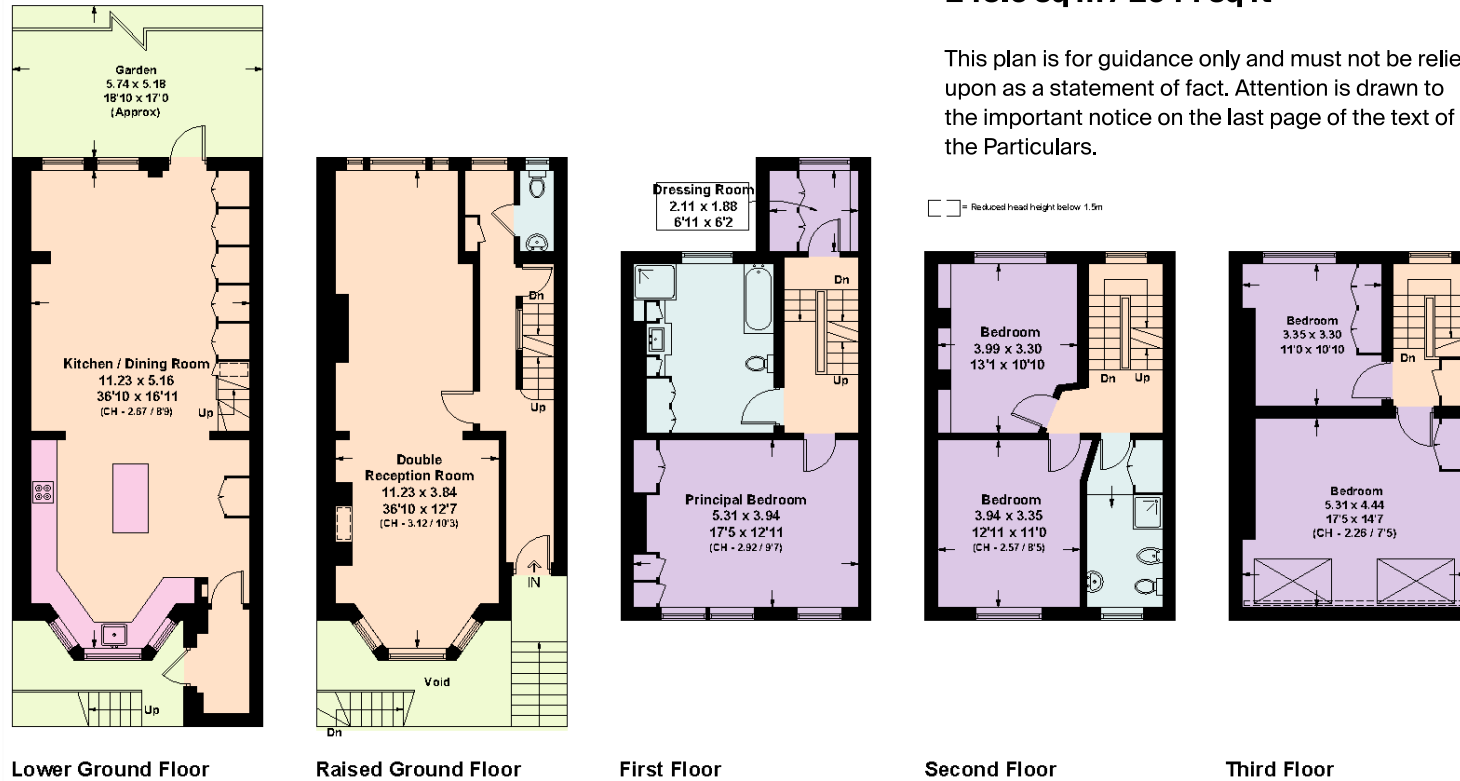 This plan is for guidance only and must not be relie
upon as a statement of fact. Attention is drawn to
the important notice on the last page of the text of
the Particulars.
= Reduced head height below 1.5m
Garden
5.74 x 5.18
18'10 x 17'0
(Approx)
Kitchen / Dining Room
11.23 x 5.16
36'10 x 16'11
(CH - 2.67 / 8'9)
Up
Up
Lower Ground Floor
Dn
Up
Double
Reception Room
11.23 x 3.84
36'10 x 12'7
(CH - 3.12 / 10'3)
IN
Void
Dn
Raised Ground Floor
Dressing Room
2.11 x 1.88
6'11 x 6'2
Dn
Up
Principal Bedroom
5.31 x 3.94
17'5 x 12'11
(CH - 2.92 / 9'7)
First Floor
Bedroom
3.99 x 3.30
13'1 x 10'10
Dn
Up
Bedroom
3.94 x 3.35
12'11 x 11'0
(CH - 2.57 / 8'5)
Second Floor
Bedroom
3.35 x 3.30
11'0 x 10'10
Dn
Bedroom
5.31 x 4.44
17'5 x 14'7
(CH - 2.26 / 7'5)
Third Floor